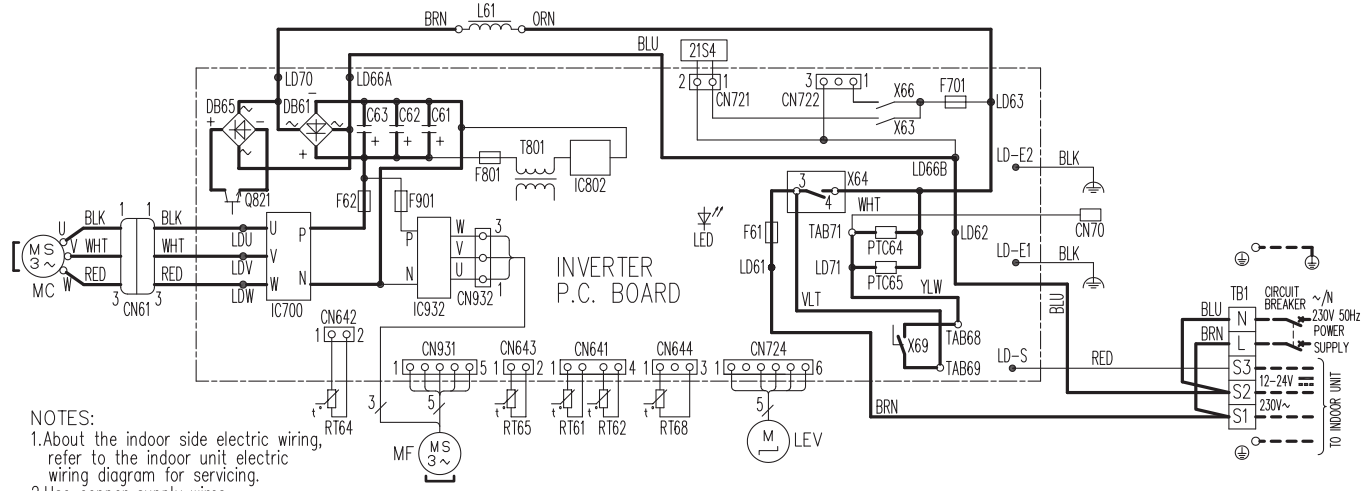 L61
BRN ORN
BLU
21S4
LD70 LD66A
2 1
CN721
3 1
CN722
X66
F701
LD63
X63
DB65 DB61
~ - ~ -
~ + ~
C63 C62 C61
+ + +
T801
F801
IC802
Q821
F62 F901
LD66B
LD-E2 BLK
3 X64
4
WHT
CN70
LED
F61
TAB71
PTC64
LD62
LD61 LD71
PTC65
LD-E1 BLK
VLT YLW
BLU
X69
TAB68
TAB69
LD-S RED
BRN
U BLK 1 1 BLK LDU U P
MS 3~ V WHT WHT LDV V
MC W RED 3 3 RED LDW W N
CN61 IC700
P W 3
V
N U 1
IC932 CN932
INVERTER
P.C. BOARD
CN642
1 2
CN931
1 5
CN643
1 2
CN641
1 4
CN644
1 3
CN724
1 6
t° RT64
3 5
MF MS 3~
t° RT65
t° RT61
t° RT62
t° RT68
5
M LEV
TB1
CIRCUIT
BREAKER
~/N
230V 50Hz
POWER
SUPPLY
BLU N
BRN L
S3
12-24V
S2
230V~
S1
TO INDOOR UNIT
NOTES:
1.About the indoor side electric wiring,
refer to the indoor unit electric
wiring diagram for servicing.